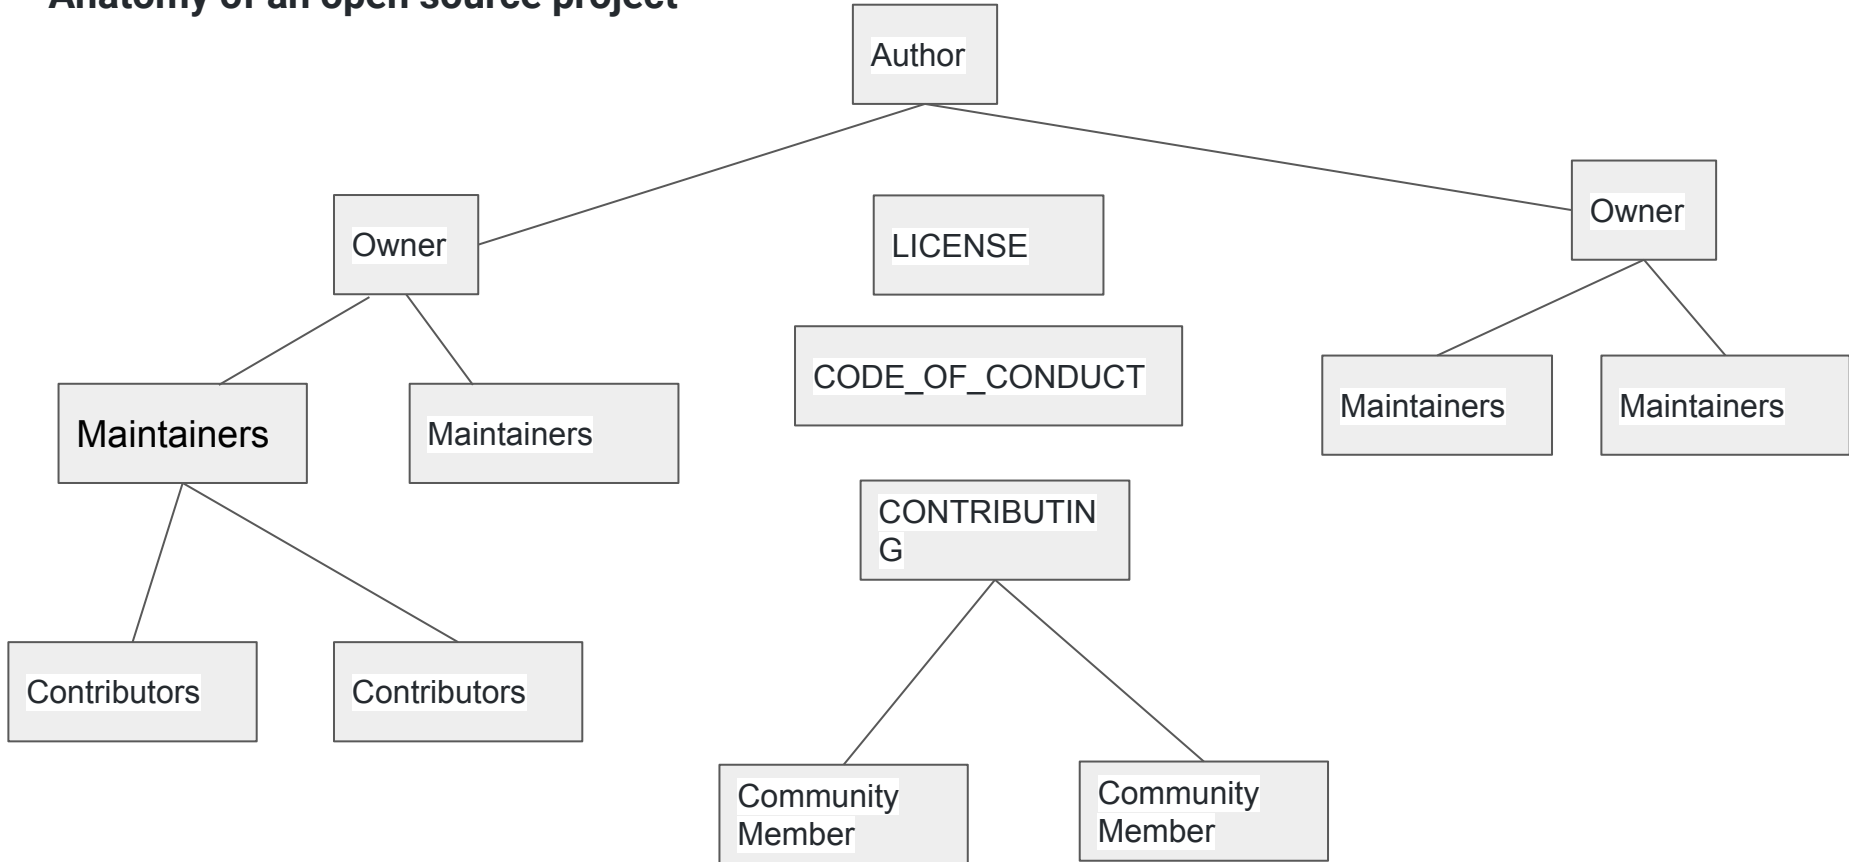 Anatomy of an open source project
Author
Owner
LICENSE
Owner
CODE_OF_CONDUCT
Maintainers
Maintainers
Maintainers
Maintainers
CONTRIBUTIN
G
Contributors
Contributors
Community
Member
Community
Member